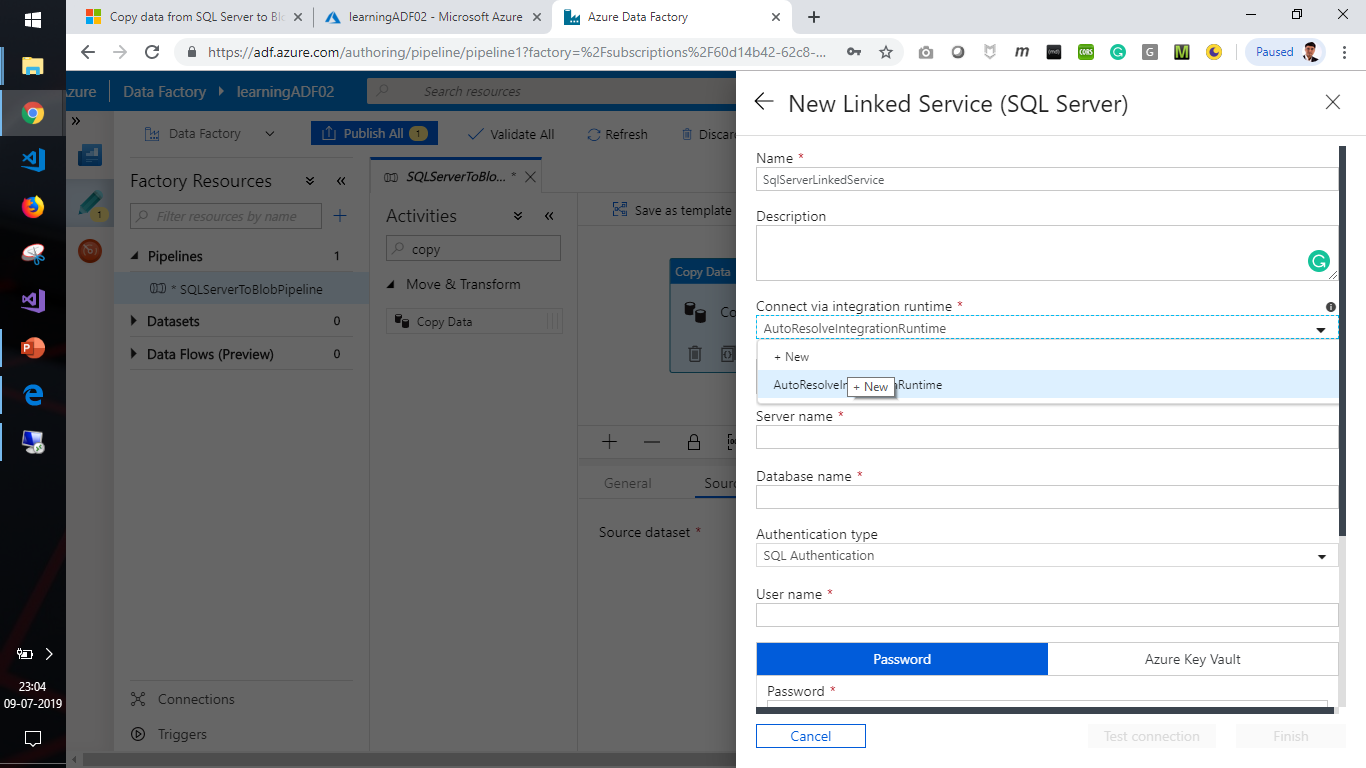 Copy data from SQL Server to Blo
learningADF02 - Microsoft Azure
Azure Data Factory
https://adf.azure.com/authoring/pipeline/pipeline1?factory=%2Fsubscriptions%2F60d14b42-62c8-...
Paused
Azure
Data Factory
learningADF02
Search resources
Data Factory
Publish All 1
Validate All
Refresh
Discar
Factory Resources
Filter resources by name
Pipelines 1
* SQLServerToBlobPipeline
Datasets 0
Data Flows (Preview) 0
Connections
Triggers
1
SQLServerToBlo... *
Activities
copy
Move & Transform
Copy Data
Save as template
Copy Data
Co
General
Sour
Source dataset *
New Linked Service (SQL Server)
Name *
SqlServerLinkedService
Description
Connect via integration runtime *
AutoResolveIntegrationRuntime
+ New
AutoResolveIn
+ New
Runtime
Server name *
Database name *
Authentication type
SQL Authentication
User name *
Password
Azure Key Vault
Password *
Cancel
Test connection
Finish
23:04
09-07-2019